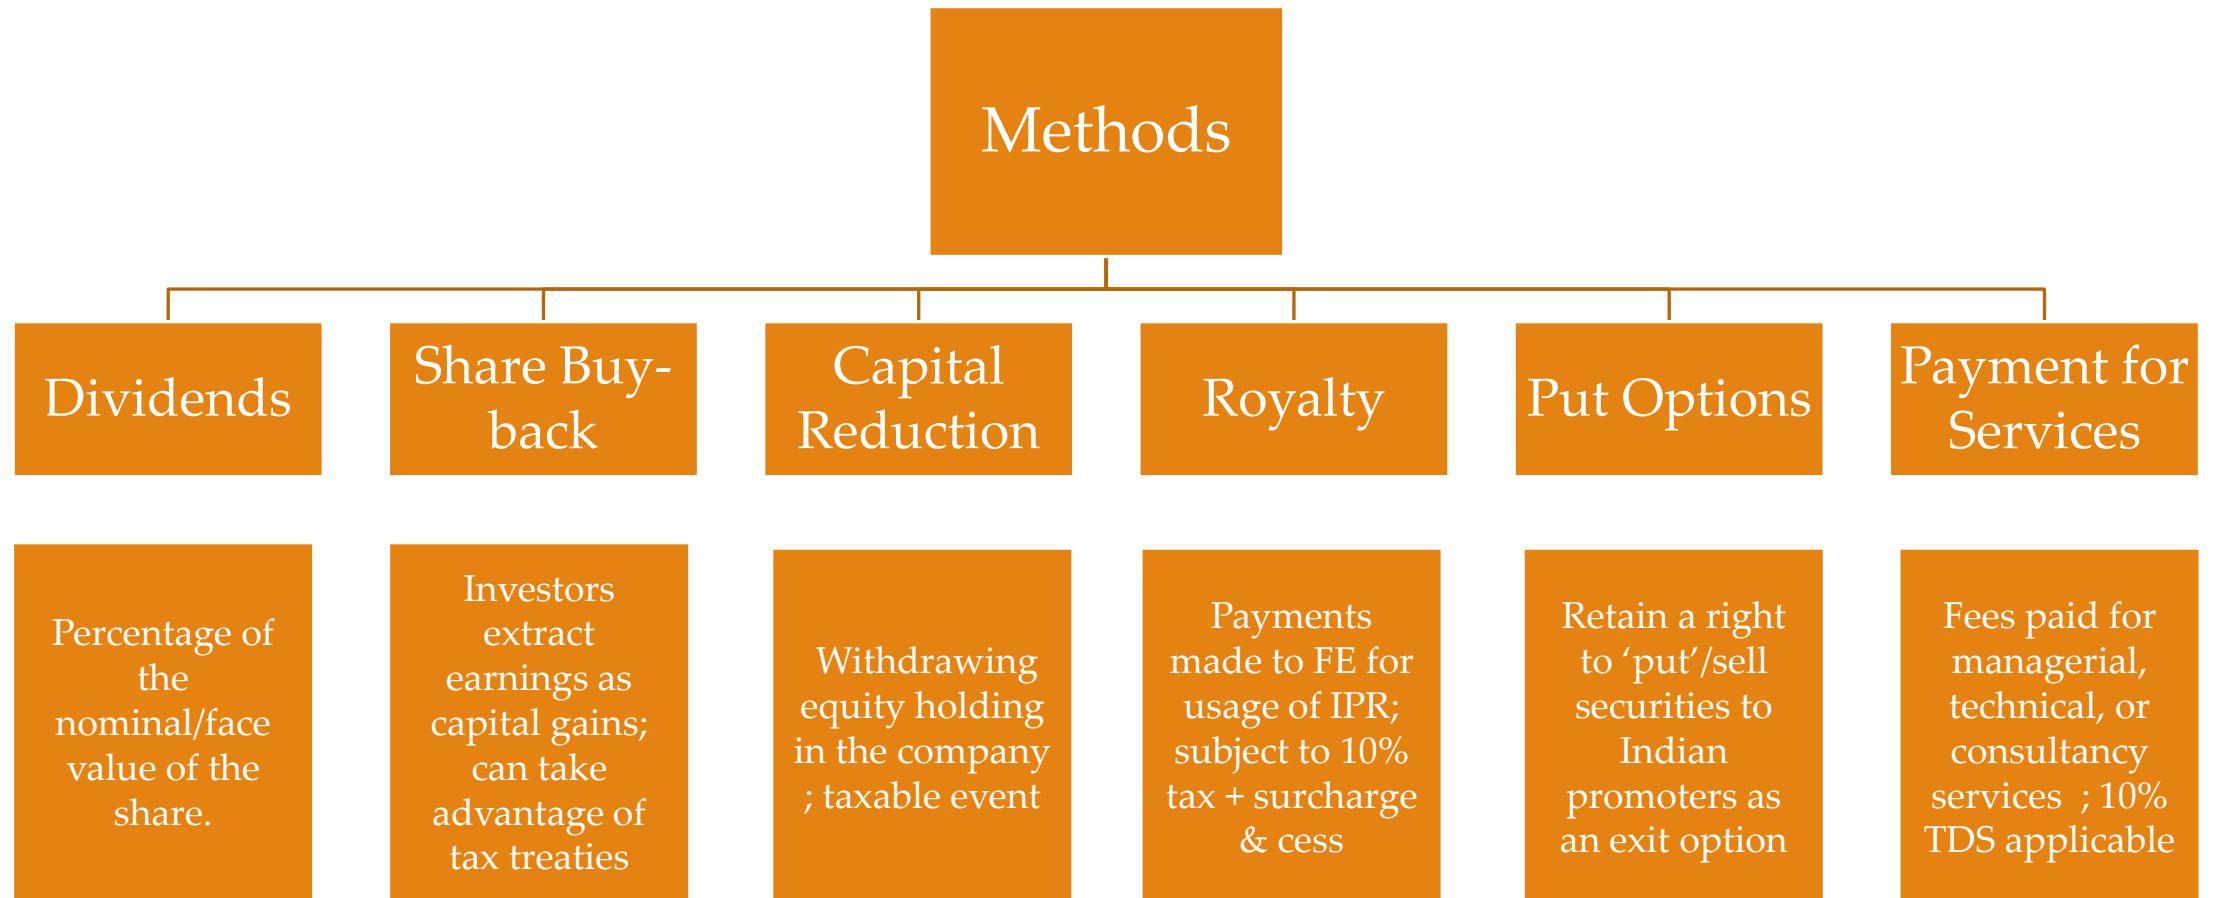 Methods
Dividends
Share Buy-
back
Capital
Reduction
Royalty
Put Options
Payment for
Services
Percentage of
the
nominal/face
value of the
share.
Investors
extract
earnings as
capital gains;
can take
advantage of
tax treaties
Withdrawing
equity holding
in the company
; taxable event
Payments
made to FE for
usage of IPR;
subject to 10%
tax + surcharge
& cess
Retain a right
to ‘put’/sell
securities to
Indian
promoters as
an exit option
Fees paid for
managerial,
technical, or
consultancy
services  ; 10%
TDS applicable